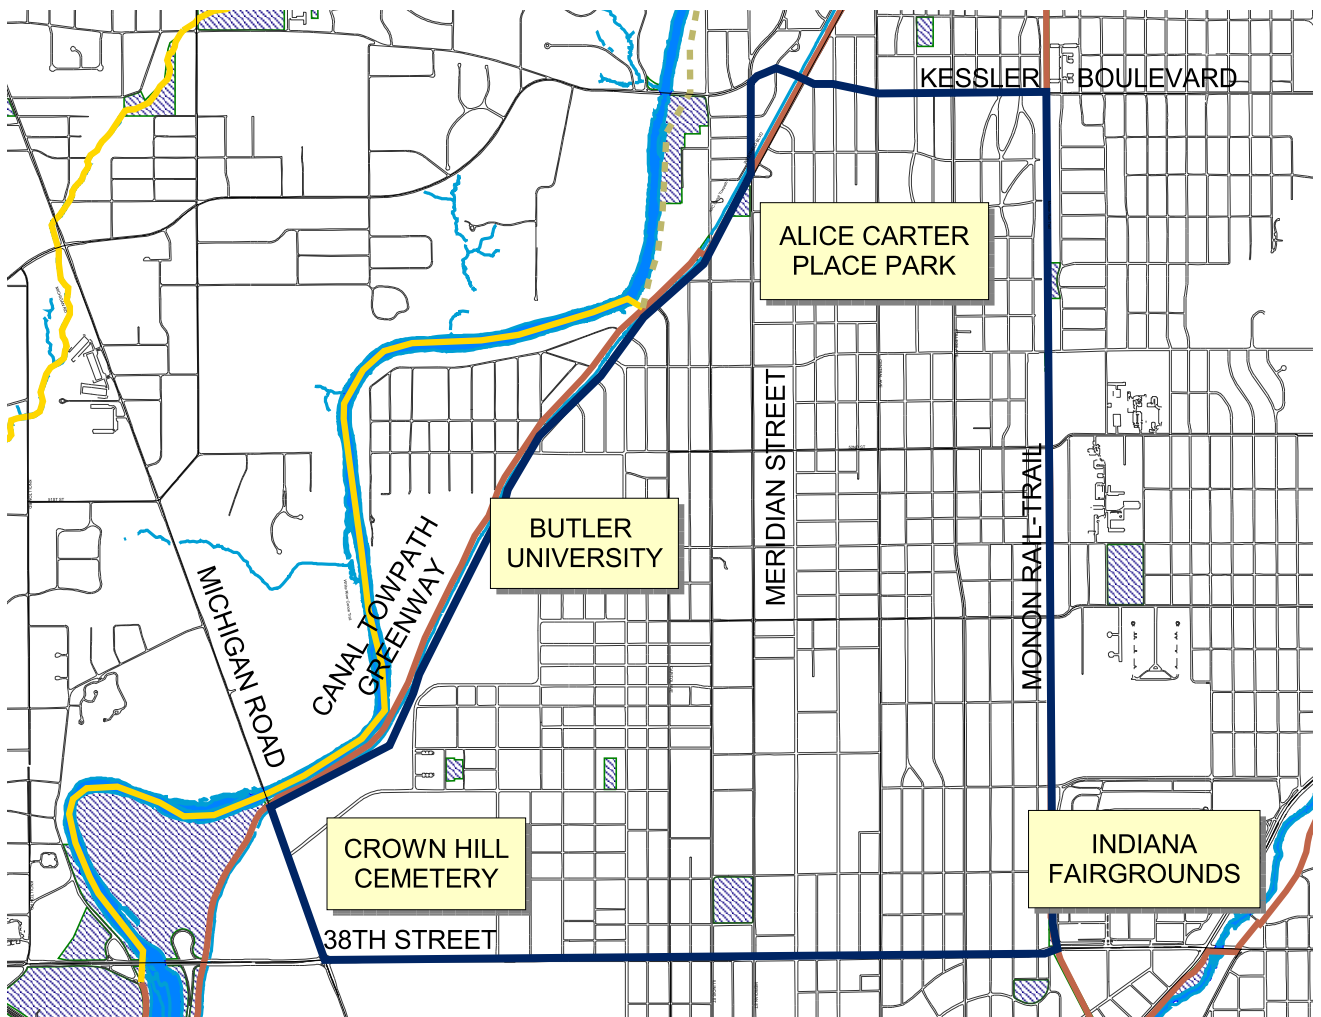 KESSLER BOULEVARD
ALICE CARTER
PLACE PARK
MERIDIAN STREET
MONON RAIL-TRAIL
BUTLER
UNIVERSITY
CANAL TOWPATH
GREENWAY
MICHIGAN ROAD
CROWN HILL
CEMETERY
INDIANA
FAIRGROUNDS
38TH STREET